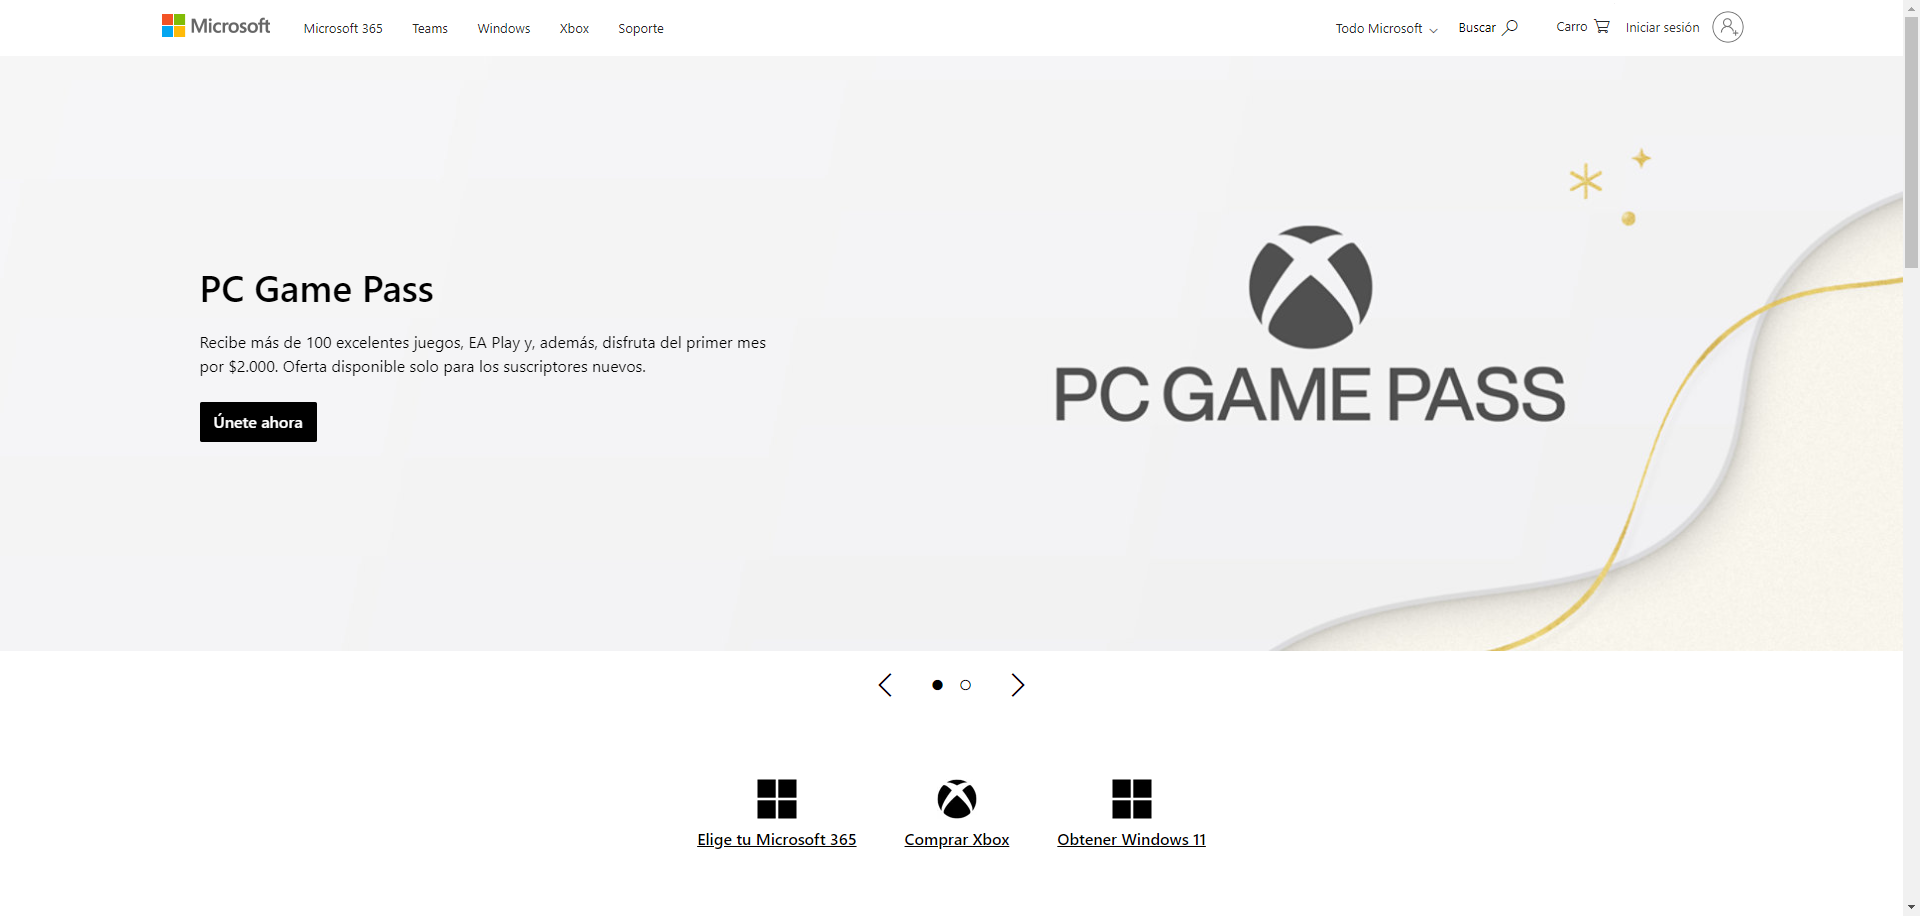 Microsoft
Microsoft 365
Teams
Windows
Xbox
Soporte
Todo Microsoft
Buscar
Carro
Iniciar sesión
PC Game Pass
Recibe más de 100 excelentes juegos, EA Play y, además, disfruta del primer mes
por $2.000. Oferta disponible solo para los suscriptores nuevos.
Únete ahora
PC GAME PASS
Elige tu Microsoft 365
Comprar Xbox
Obtener Windows 11